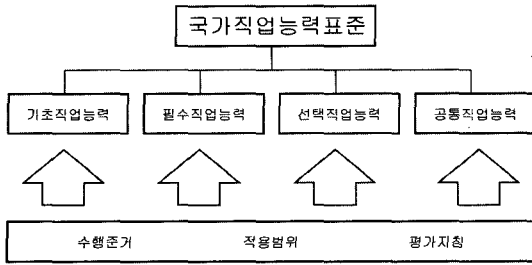 국가직업능력표준
기초직업능력 필수직업능력 선택직업능력 공통직업능력
수행준거 적용범위 평가지침